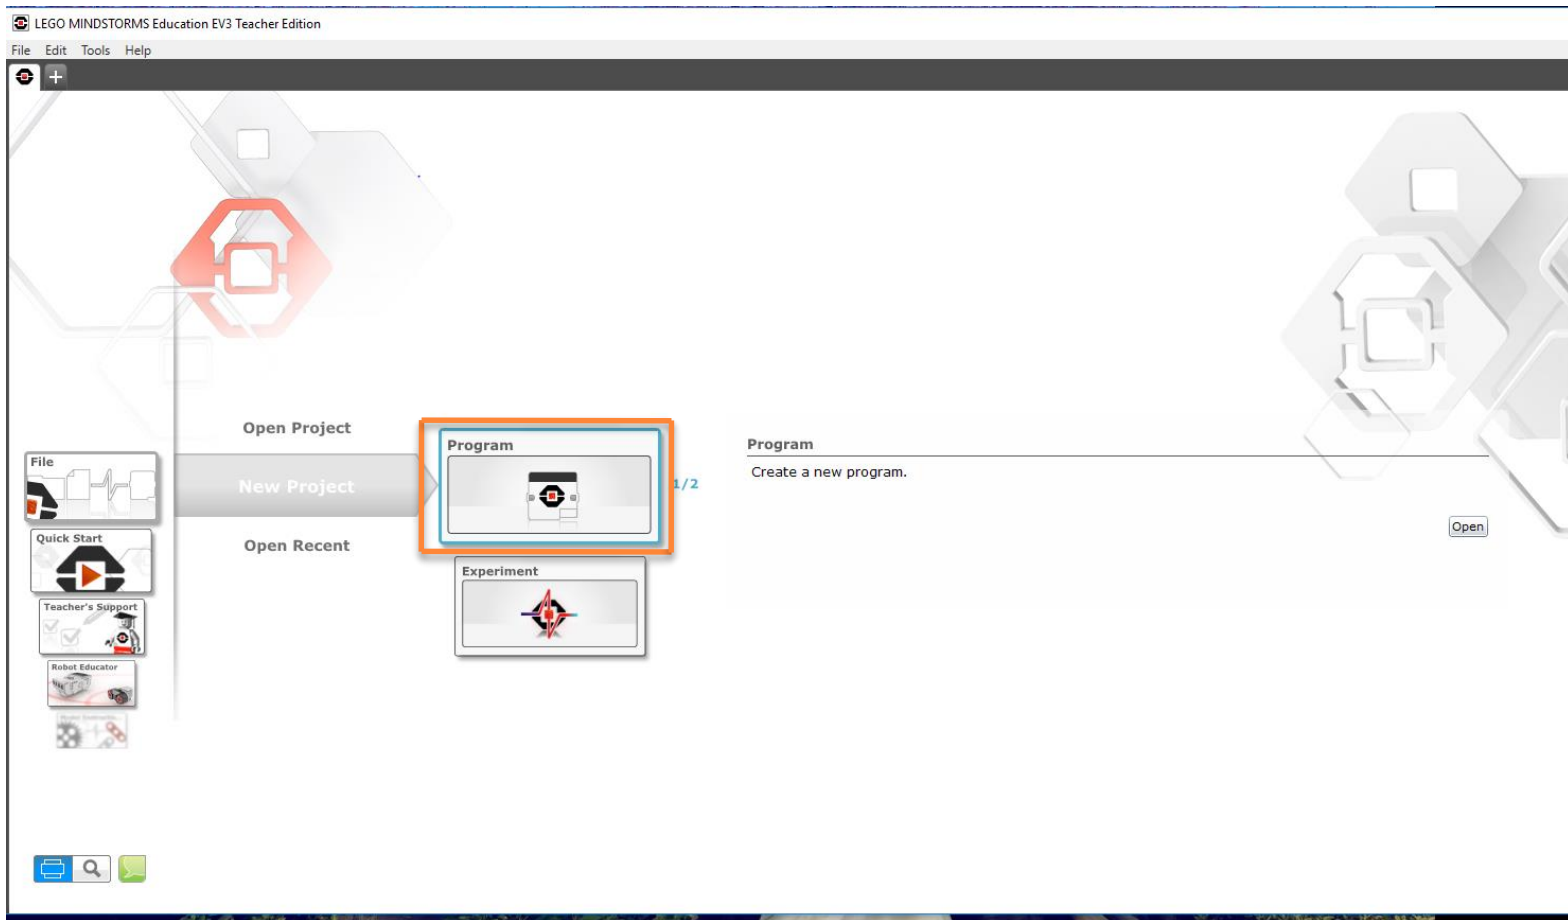 LEGO MINDSTORMS Education EV3 Teacher Edition
File Edit Tools Help
Open Project
New Project
Open Recent
File
Quick Start
Teacher's Support
Robot Educator
Program
1/2
Experiment
Program
Create a new program.
Open